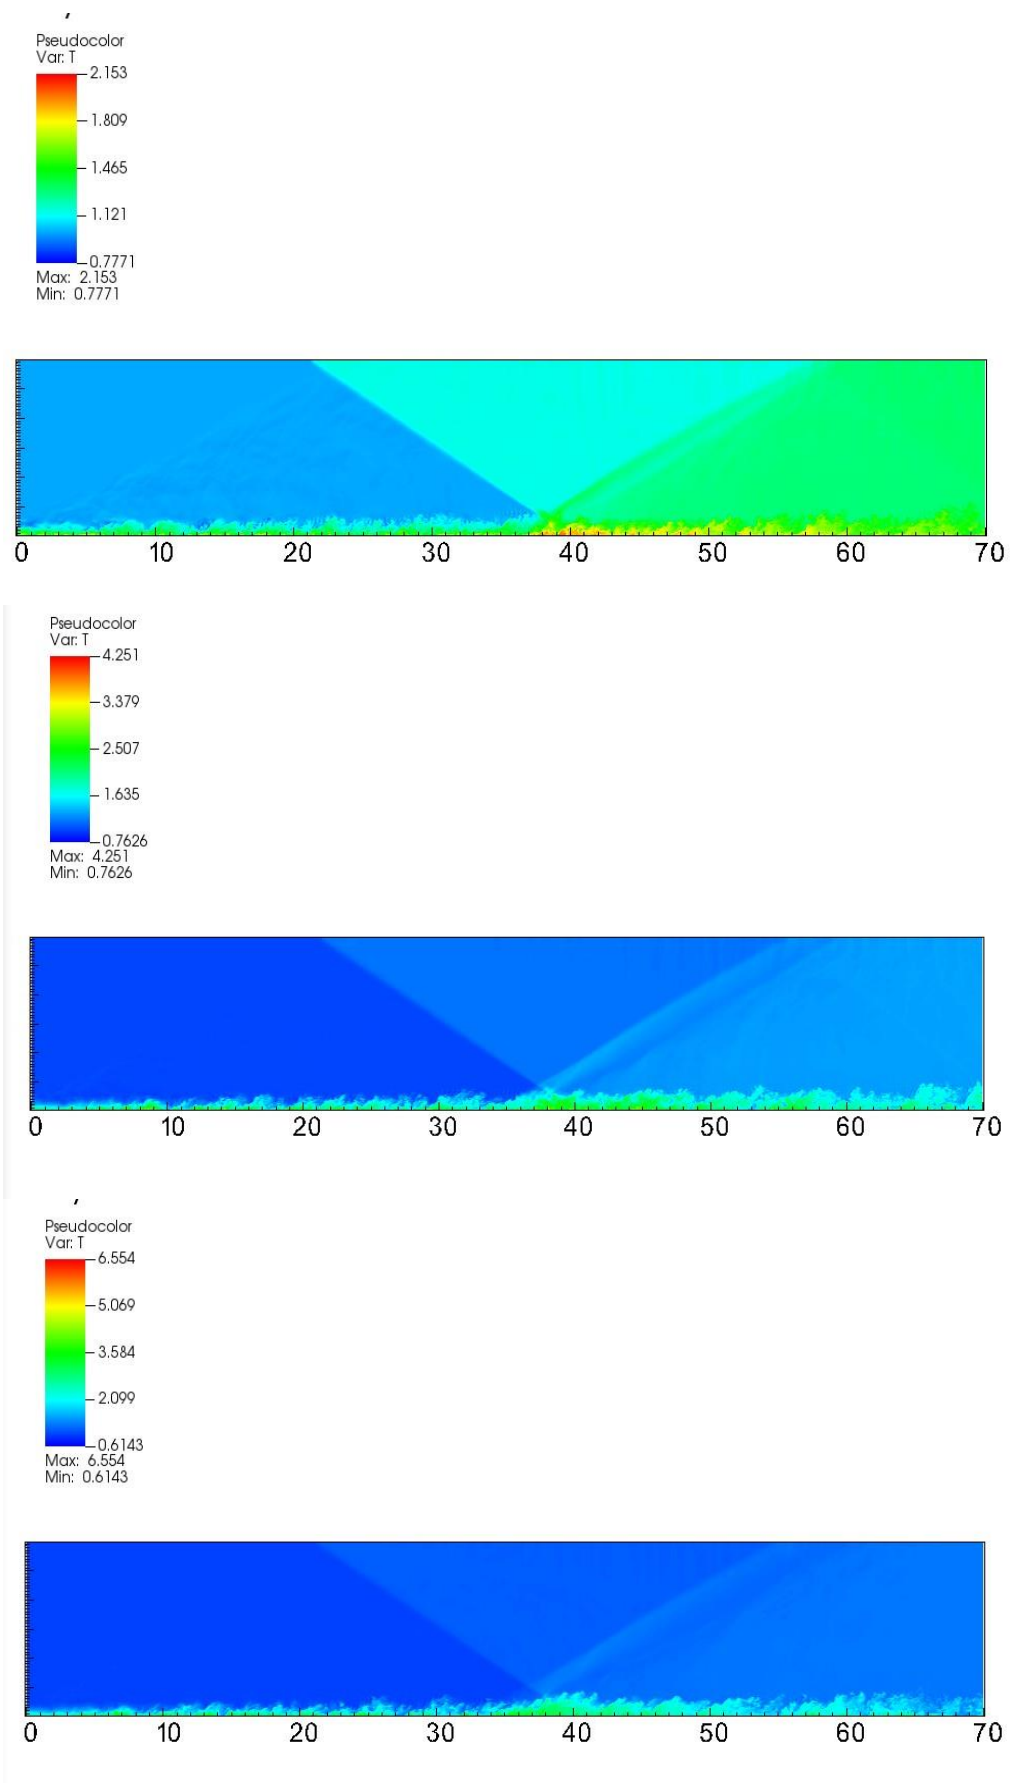 Pseudocolor
Var: T
2.153
1.809
1.465
1.121
0.7771
Max: 2.153
Min: 0.7771
0 10 20 30 40 50 60 70
Pseudocolor
Var: T
4.251
3.379
2.507
1.635
0.7626
Max: 4.251
Min: 0.7626
0 10 20 30 40 50 60 70
Pseudocolor
Var: T
6.554
5.069
3.584
2.099
0.6143
Max: 6.554
Min: 0.6143
0 10 20 30 40 50 60 70